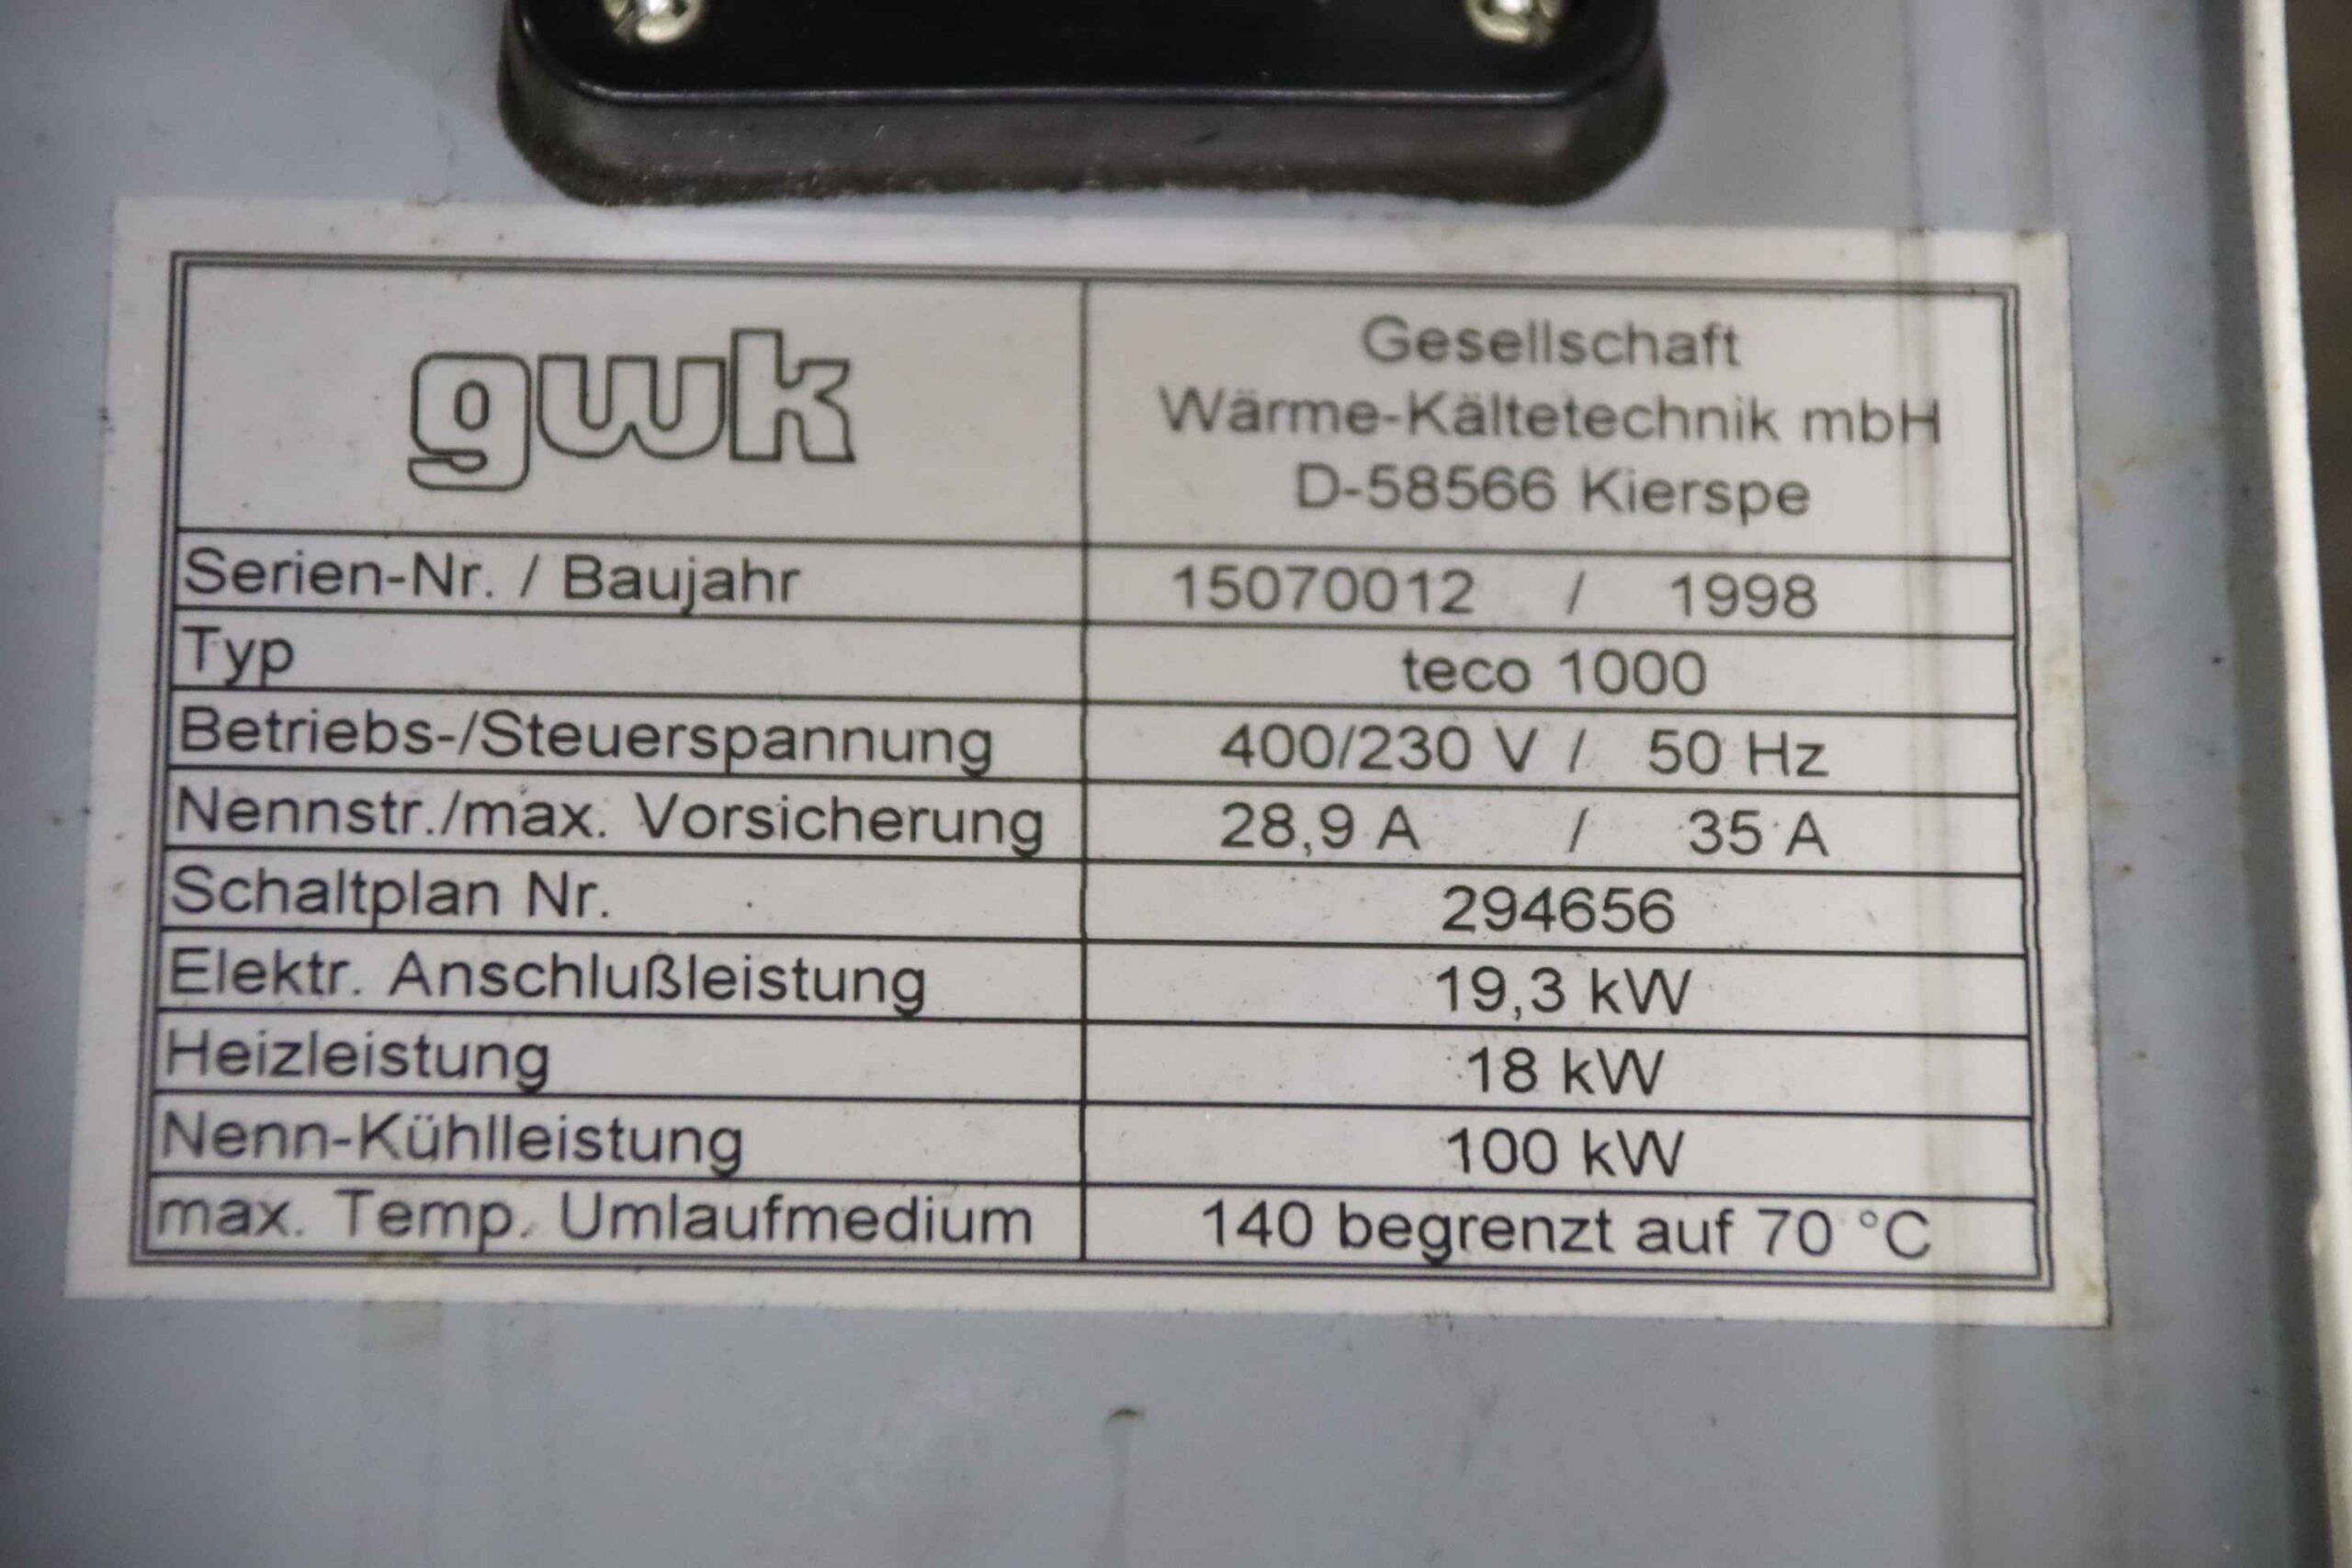 gwk
Gesellschaft
Wärme-Kältetechnik mbH
D-58566 Kierspe
Serien-Nr. / Baujahr 15070012 / 1998
Typ teco 1000
Betriebs-/Steuerspannung 400/230 V / 50 Hz
Nennstr./max. Vorsicherung 28,9 A / 35 A
Schaltplan Nr. 294656
Elektr. Anschlußleistung 19,3 kW
Heizleistung 18 kW
Nenn-Kühlleistung 100 kW
max. Temp. Umlaufmedium 140 begrenzt auf 70 °C